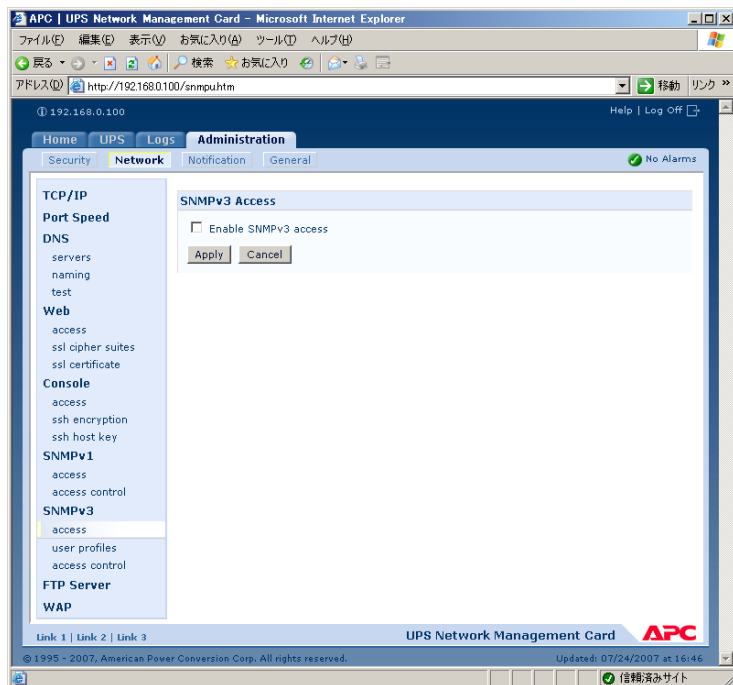 APC | UPS Network Management Card - Microsoft Internet Explorer
ファイル(F) 編集(E) 表示(V) お気に入り(A) ツール(T) ヘルプ(H)
戻る 検索 お気に入り
アドレス(D) http://192.168.0.100/snmpu.htm 移動 リンク »
192.168.0.100 Help | Log Off
Home UPS Logs Administration
Security Network Notification General No Alarms
TCP/IP
Port Speed
DNS
servers
naming
test
Web
access
ssl cipher suites
ssl certificate
Console
access
ssh encryption
ssh host key
SNMPv1
access
access control
SNMPv3
access
user profiles
access control
FTP Server
WAP
SNMPv3 Access
Enable SNMPv3 access
Apply Cancel
Link 1 | Link 2 | Link 3 UPS Network Management Card APC
© 1995 - 2007, American Power Conversion Corp. All rights reserved. Updated: 07/24/2007 at 16:46
信頼済みサイト